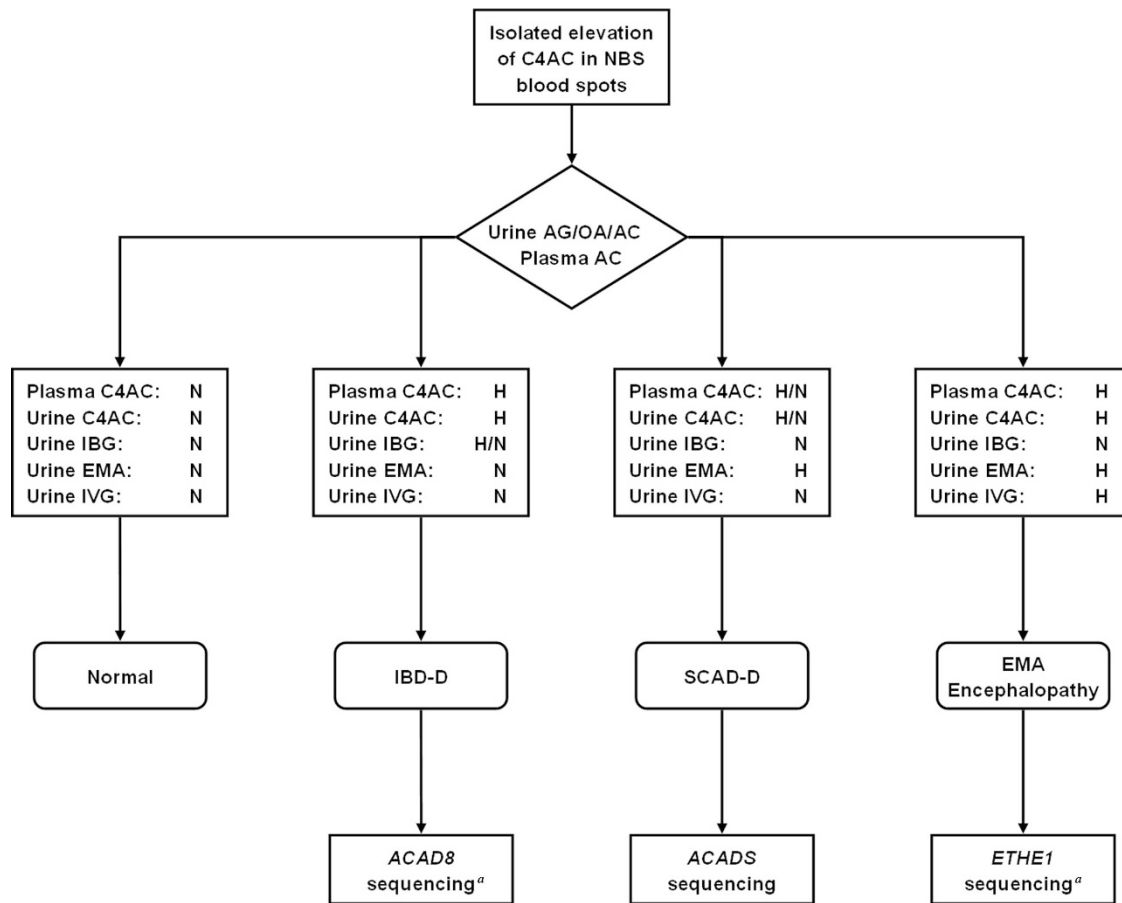 Isolated elevation
of C4AC in NBS
blood spots
Urine AG/OA/AC
Plasma AC
Plasma C4AC: N
Urine C4AC: N
Urine IBG: N
Urine EMA: N
Urine IVG: N
Plasma C4AC: H
Urine C4AC: H
Urine IBG: H/N
Urine EMA: N
Urine IVG: N
Plasma C4AC: H/N
Urine C4AC: H/N
Urine IBG: N
Urine EMA: H
Urine IVG: N
Plasma C4AC: H
Urine C4AC: H
Urine IBG: N
Urine EMA: H
Urine IVG: H
Normal
IBD-D
SCAD-D
EMA
Encephalopathy
ACAD8
sequencing^a
ACADS
sequencing
ETHE1
sequencing^a